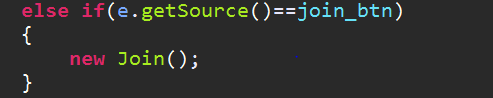 else if(e.getSource()==join_btn)
{
new Join();
}